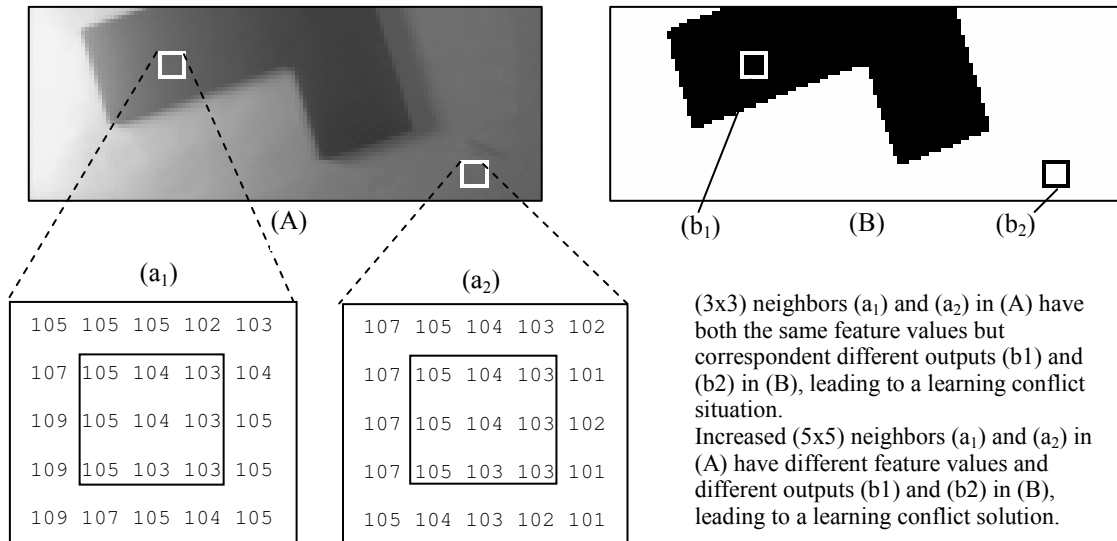 (A)
(b1)
(B)
(b2)
(a1)
(a2)
105 105 105 102 103
107 105 104 103 104
109 105 104 103 105
109 105 103 103 105
109 107 105 104 105
107 105 104 103 102
107 105 104 103 101
107 105 104 103 102
107 105 103 103 101
105 104 103 102 101
(3x3) neighbors (a1) and (a2) in (A) have
both the same feature values but
correspondent different outputs (b1) and
(b2) in (B), leading to a learning conflict
situation.
Increased (5x5) neighbors (a1) and (a2) in
(A) have different feature values and
different outputs (b1) and (b2) in (B),
leading to a learning conflict solution.